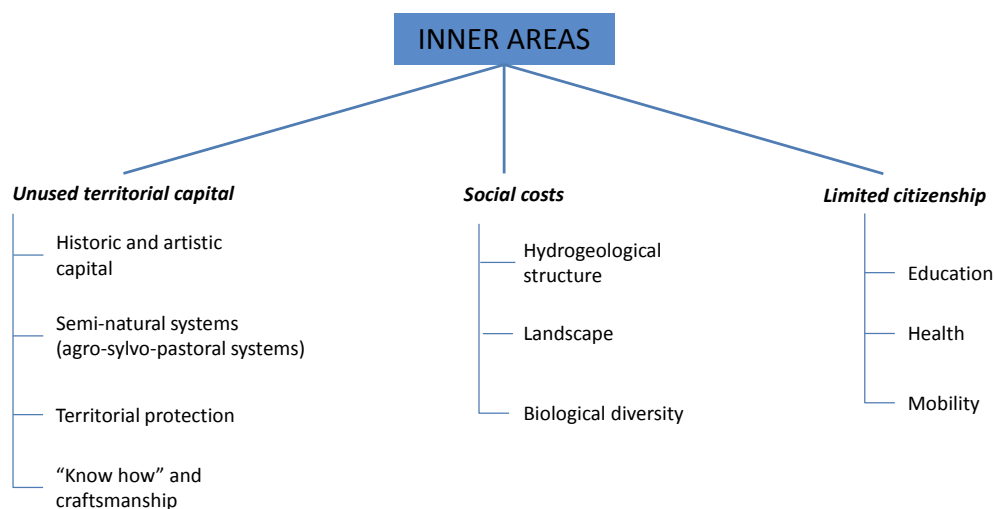 INNER AREAS
Unused territorial capital
Historic and artistic
capital
Semi-natural systems
(agro-sylvo-pastoral systems)
Territorial protection
“Know how” and
craftsmanship
Social costs
Hydrogeological
structure
Landscape
Biological diversity
Limited citizenship
Education
Health
Mobility